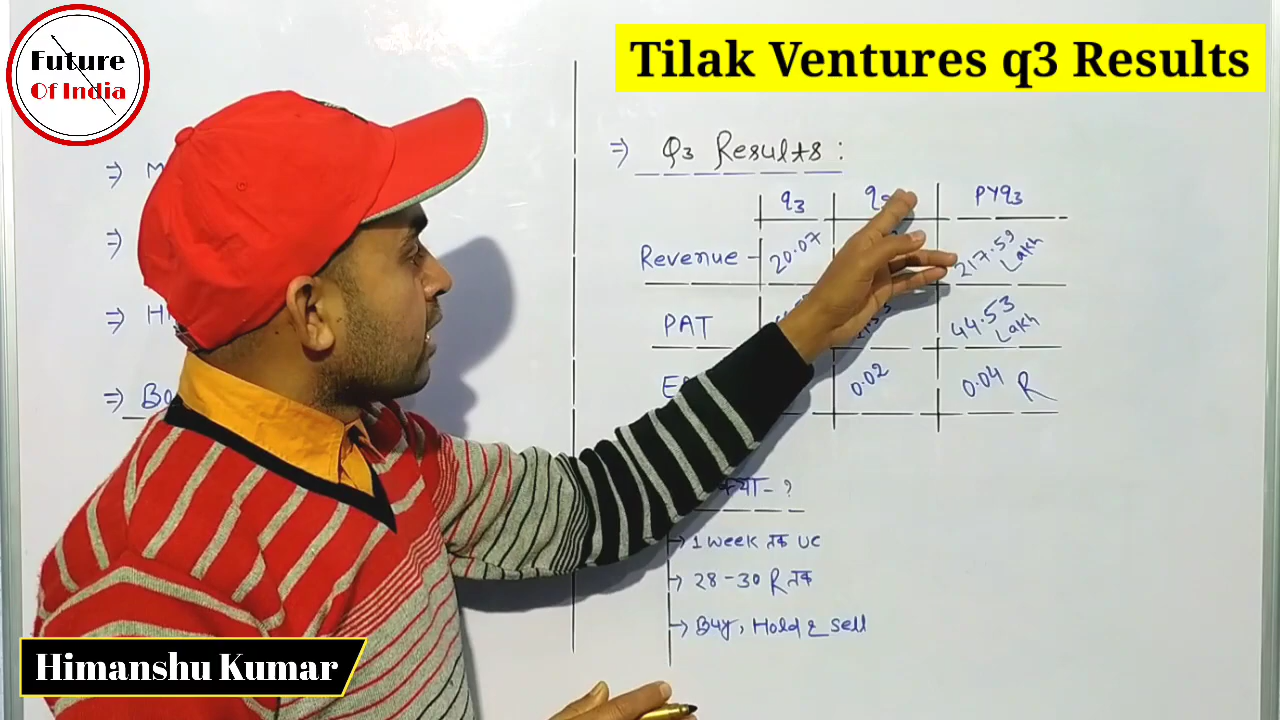 Future
Of India
Tilak Ventures q3 Results
⇒ Q3 Results :
q3 PYq3
Revenue - 20.07 217.59 Lakh
PAT 44.53 Lakh
0.02 0.04 R
⇒
⇒
⇒
⇒
क्या - ?
→ 1 Week तक UC
→ 28-30 R तक
→ Buy, Hold & Sell
Himanshu Kumar